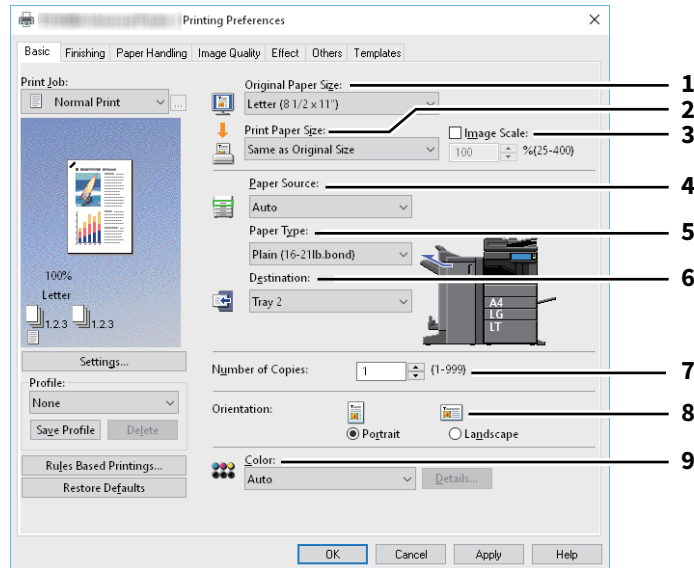 Printing Preferences
Basic Finishing Paper Handling Image Quality Effect Others Templates
Print Job:
Normal Print
...
100%
Letter
1.2.3 1.2.3
Settings...
Profile:
None
Save Profile Delete
Rules Based Printings...
Restore Defaults
Original Paper Size: 1
Letter (8 1/2 x 11")
Print Paper Size: 2
Same as Original Size
Image Scale: 3
100 %(25-400)
Paper Source: 4
Auto
Paper Type: 5
Plain (16-21lb.bond)
Destination: 6
Tray 2
A4
LG
LT
Number of Copies: 1 (1-999) 7
Orientation: 8
Portrait Landscape
Color: 9
Auto Details...
OK Cancel Apply Help